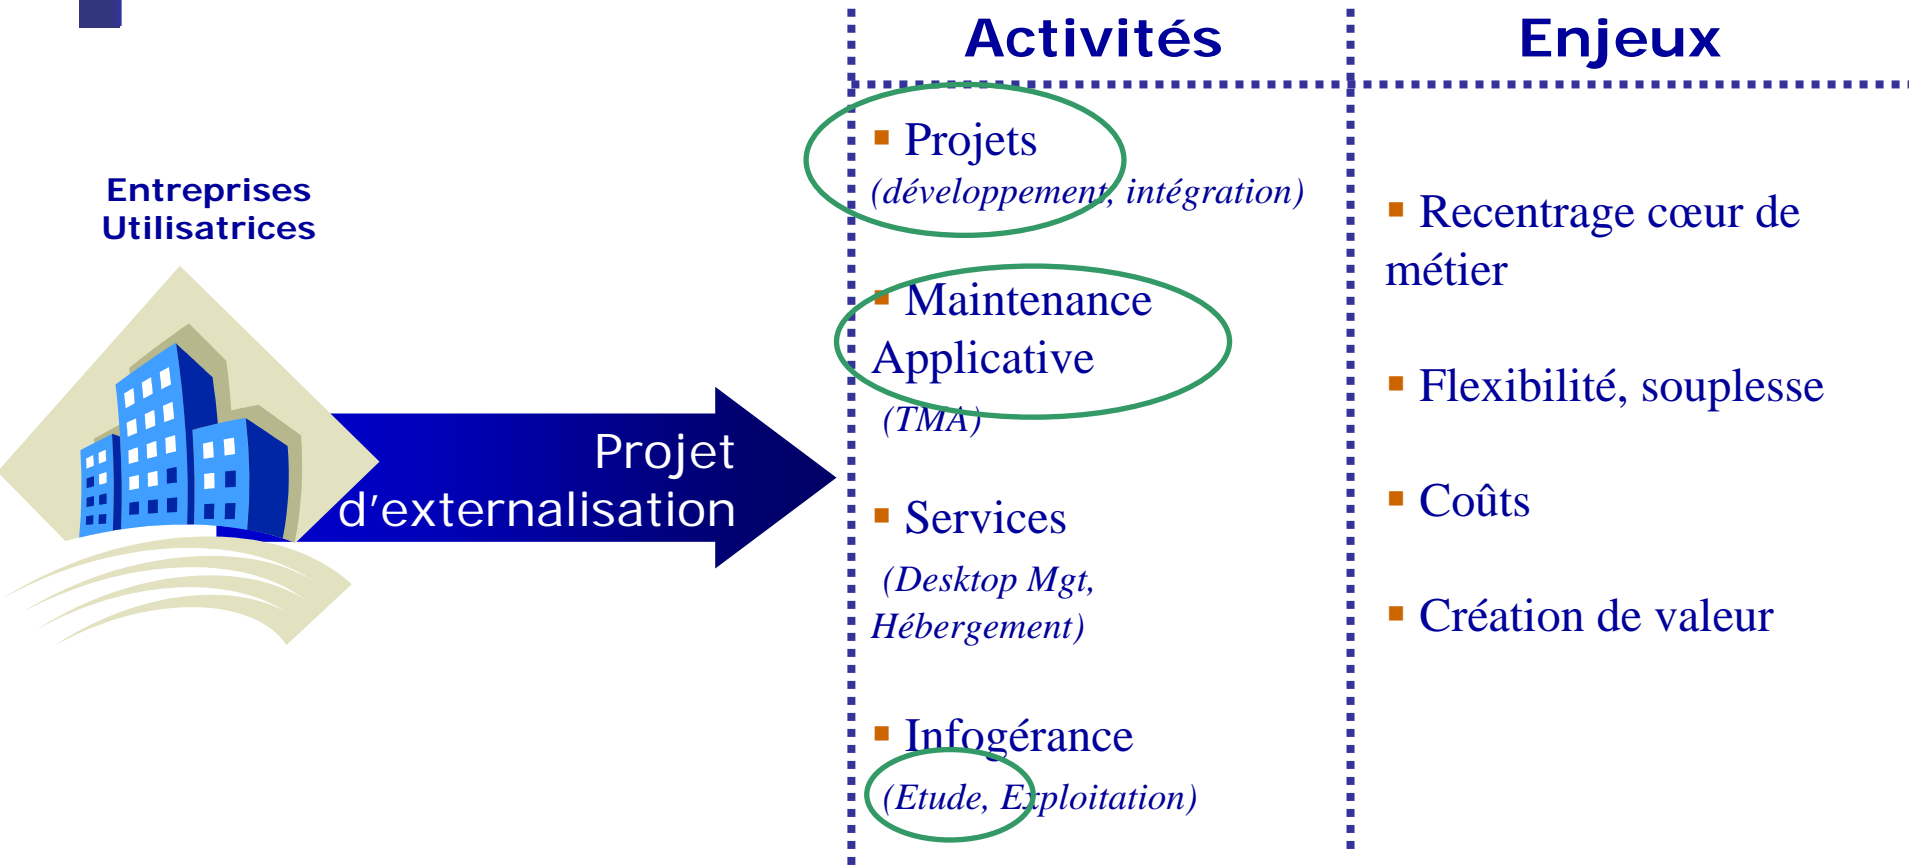 Entreprises
Utilisatrices
Projet
d'externalisation
Activités
▪ Projets
(développement, intégration)
▪ Maintenance
Applicative
(TMA)
▪ Services
(Desktop Mgt,
Hébergement)
▪ Infogérance
(Etude, Exploitation)
Enjeux
▪ Recentrage cœur de
métier
▪ Flexibilité, souplesse
▪ Coûts
▪ Création de valeur